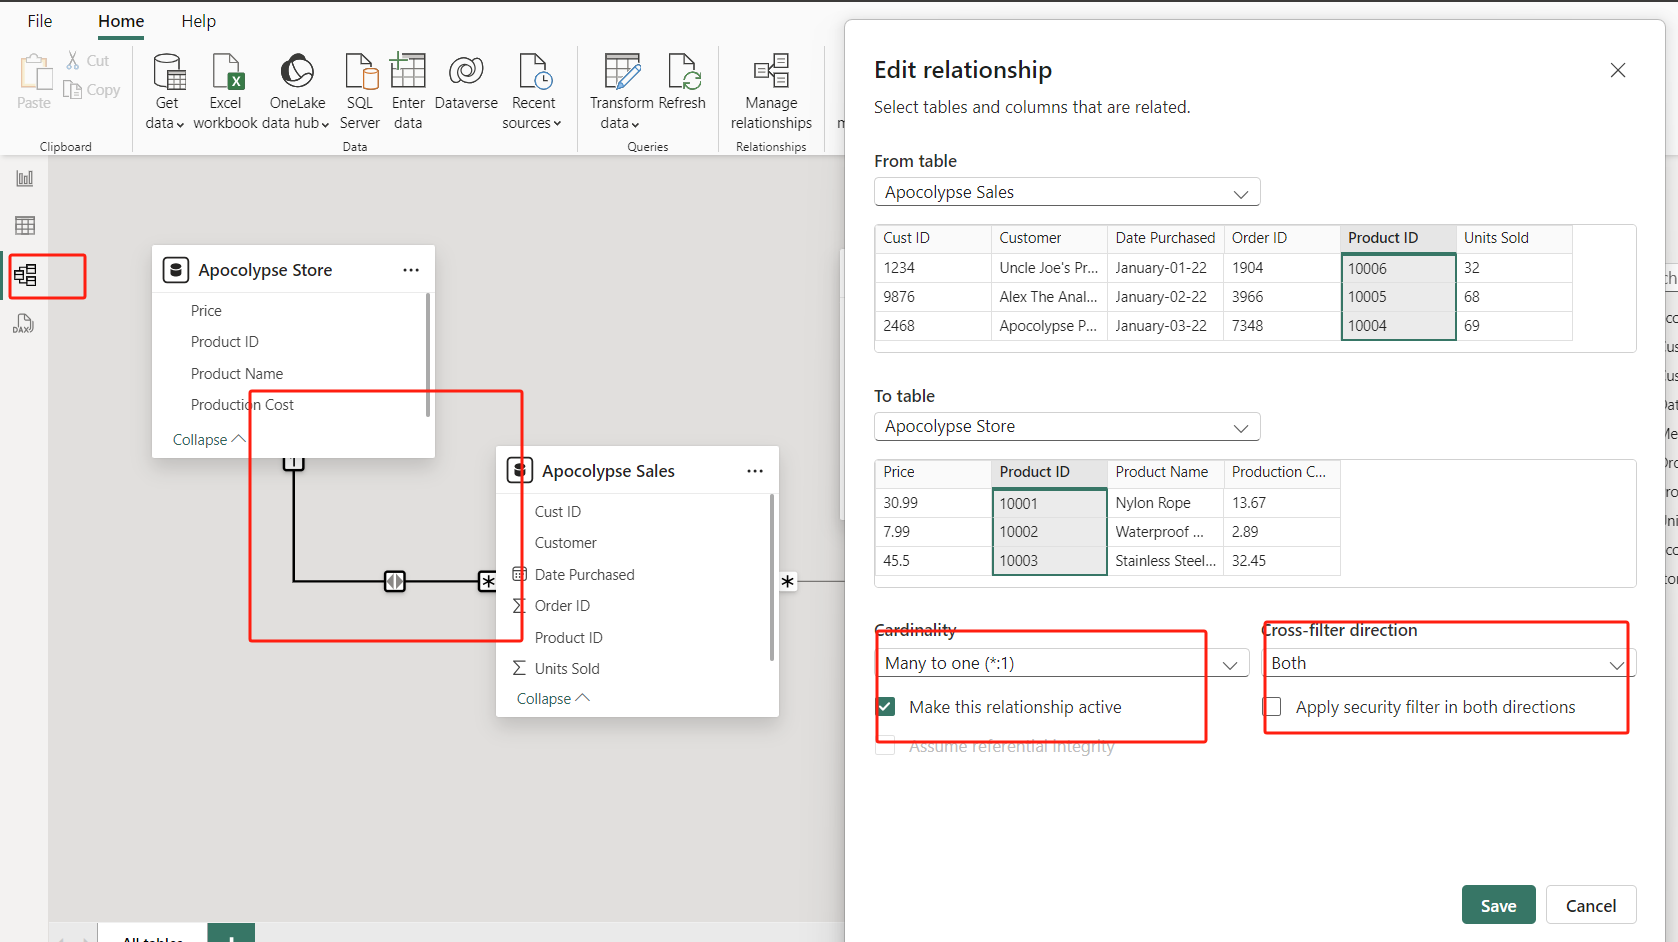 File Home Help
Paste
Cut
Copy
Clipboard
Get data
Excel workbook
OneLake data hub
SQL Server
Enter data
Dataverse
Recent sources
Data
Transform data
Refresh
Queries
Manage relationships
Relationships
DAX
Apocolypse Store
Price
Product ID
Product Name
Production Cost
Collapse
1
*
Apocolypse Sales
Cust ID
Customer
Date Purchased
Order ID
Product ID
Units Sold
Collapse
*
All tables
+
Edit relationship
Select tables and columns that are related.
From table
Apocolypse Sales
Cust ID Customer Date Purchased Order ID Product ID Units Sold
1234 Uncle Joe's Pr... January-01-22 1904 10006 32
9876 Alex The Anal... January-02-22 3966 10005 68
2468 Apocolypse P... January-03-22 7348 10004 69
To table
Apocolypse Store
Price Product ID Product Name Production C...
30.99 10001 Nylon Rope 13.67
7.99 10002 Waterproof ... 2.89
45.5 10003 Stainless Steel... 32.45
Cardinality
Many to one (*:1)
Make this relationship active
Assume referential integrity
Cross-filter direction
Both
Apply security filter in both directions
Save Cancel